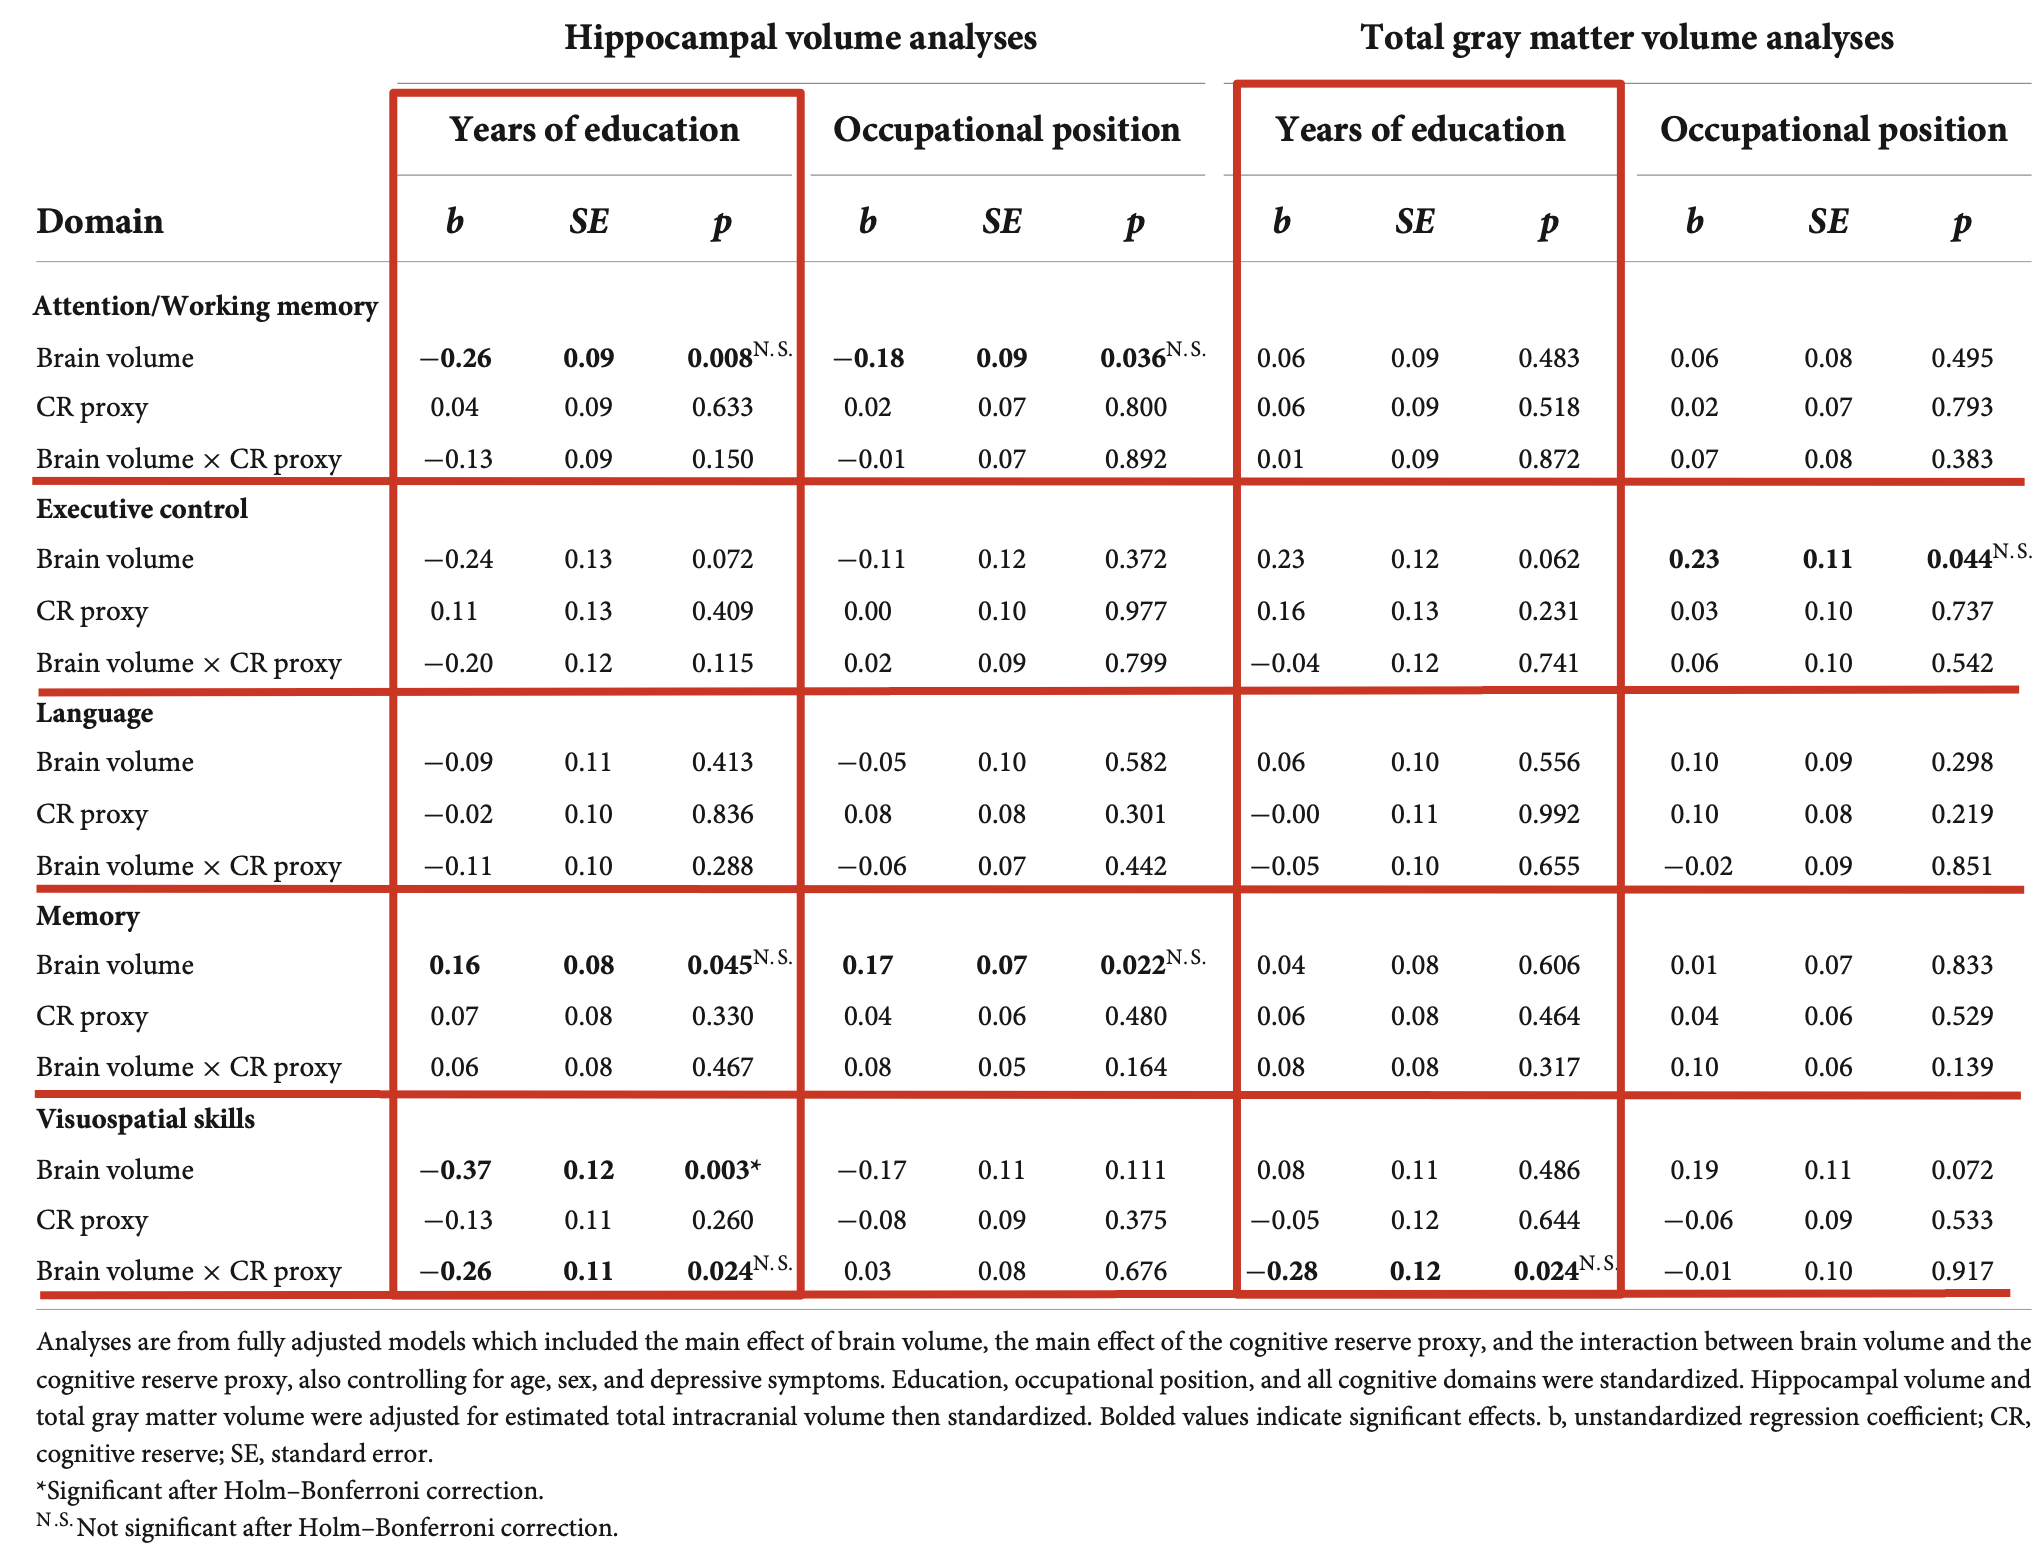 Hippocampal volume analyses Total gray matter volume analyses
Years of education Occupational position Years of education Occupational position
Domain b SE p b SE p b SE p b SE p
Attention/Working memory
Brain volume −0.26 0.09 0.008N.S. −0.18 0.09 0.036N.S. 0.06 0.09 0.483 0.06 0.08 0.495
CR proxy 0.04 0.09 0.633 0.02 0.07 0.800 0.06 0.09 0.518 0.02 0.07 0.793
Brain volume × CR proxy −0.13 0.09 0.150 −0.01 0.07 0.892 0.01 0.09 0.872 0.07 0.08 0.383
Executive control
Brain volume −0.24 0.13 0.072 −0.11 0.12 0.372 0.23 0.12 0.062 0.23 0.11 0.044N.S.
CR proxy 0.11 0.13 0.409 0.00 0.10 0.977 0.16 0.13 0.231 0.03 0.10 0.737
Brain volume × CR proxy −0.20 0.12 0.115 0.02 0.09 0.799 −0.04 0.12 0.741 0.06 0.10 0.542
Language
Brain volume −0.09 0.11 0.413 −0.05 0.10 0.582 0.06 0.10 0.556 0.10 0.09 0.298
CR proxy −0.02 0.10 0.836 0.08 0.08 0.301 −0.00 0.11 0.992 0.10 0.08 0.219
Brain volume × CR proxy −0.11 0.10 0.288 −0.06 0.07 0.442 −0.05 0.10 0.655 −0.02 0.09 0.851
Memory
Brain volume 0.16 0.08 0.045N.S. 0.17 0.07 0.022N.S. 0.04 0.08 0.606 0.01 0.07 0.833
CR proxy 0.07 0.08 0.330 0.04 0.06 0.480 0.06 0.08 0.464 0.04 0.06 0.529
Brain volume × CR proxy 0.06 0.08 0.467 0.08 0.05 0.164 0.08 0.08 0.317 0.10 0.06 0.139
Visuospatial skills
Brain volume −0.37 0.12 0.003* −0.17 0.11 0.111 0.08 0.11 0.486 0.19 0.11 0.072
CR proxy −0.13 0.11 0.260 −0.08 0.09 0.375 −0.05 0.12 0.644 −0.06 0.09 0.533
Brain volume × CR proxy −0.26 0.11 0.024N.S. 0.03 0.08 0.676 −0.28 0.12 0.024N.S. −0.01 0.10 0.917
Analyses are from fully adjusted models which included the main effect of brain volume, the main effect of the cognitive reserve proxy, and the interaction between brain volume and the
cognitive reserve proxy, also controlling for age, sex, and depressive symptoms. Education, occupational position, and all cognitive domains were standardized. Hippocampal volume and
total gray matter volume were adjusted for estimated total intracranial volume then standardized. Bolded values indicate significant effects. b, unstandardized regression coefficient; CR,
cognitive reserve; SE, standard error.
*Significant after Holm–Bonferroni correction.
N.S. Not significant after Holm–Bonferroni correction.